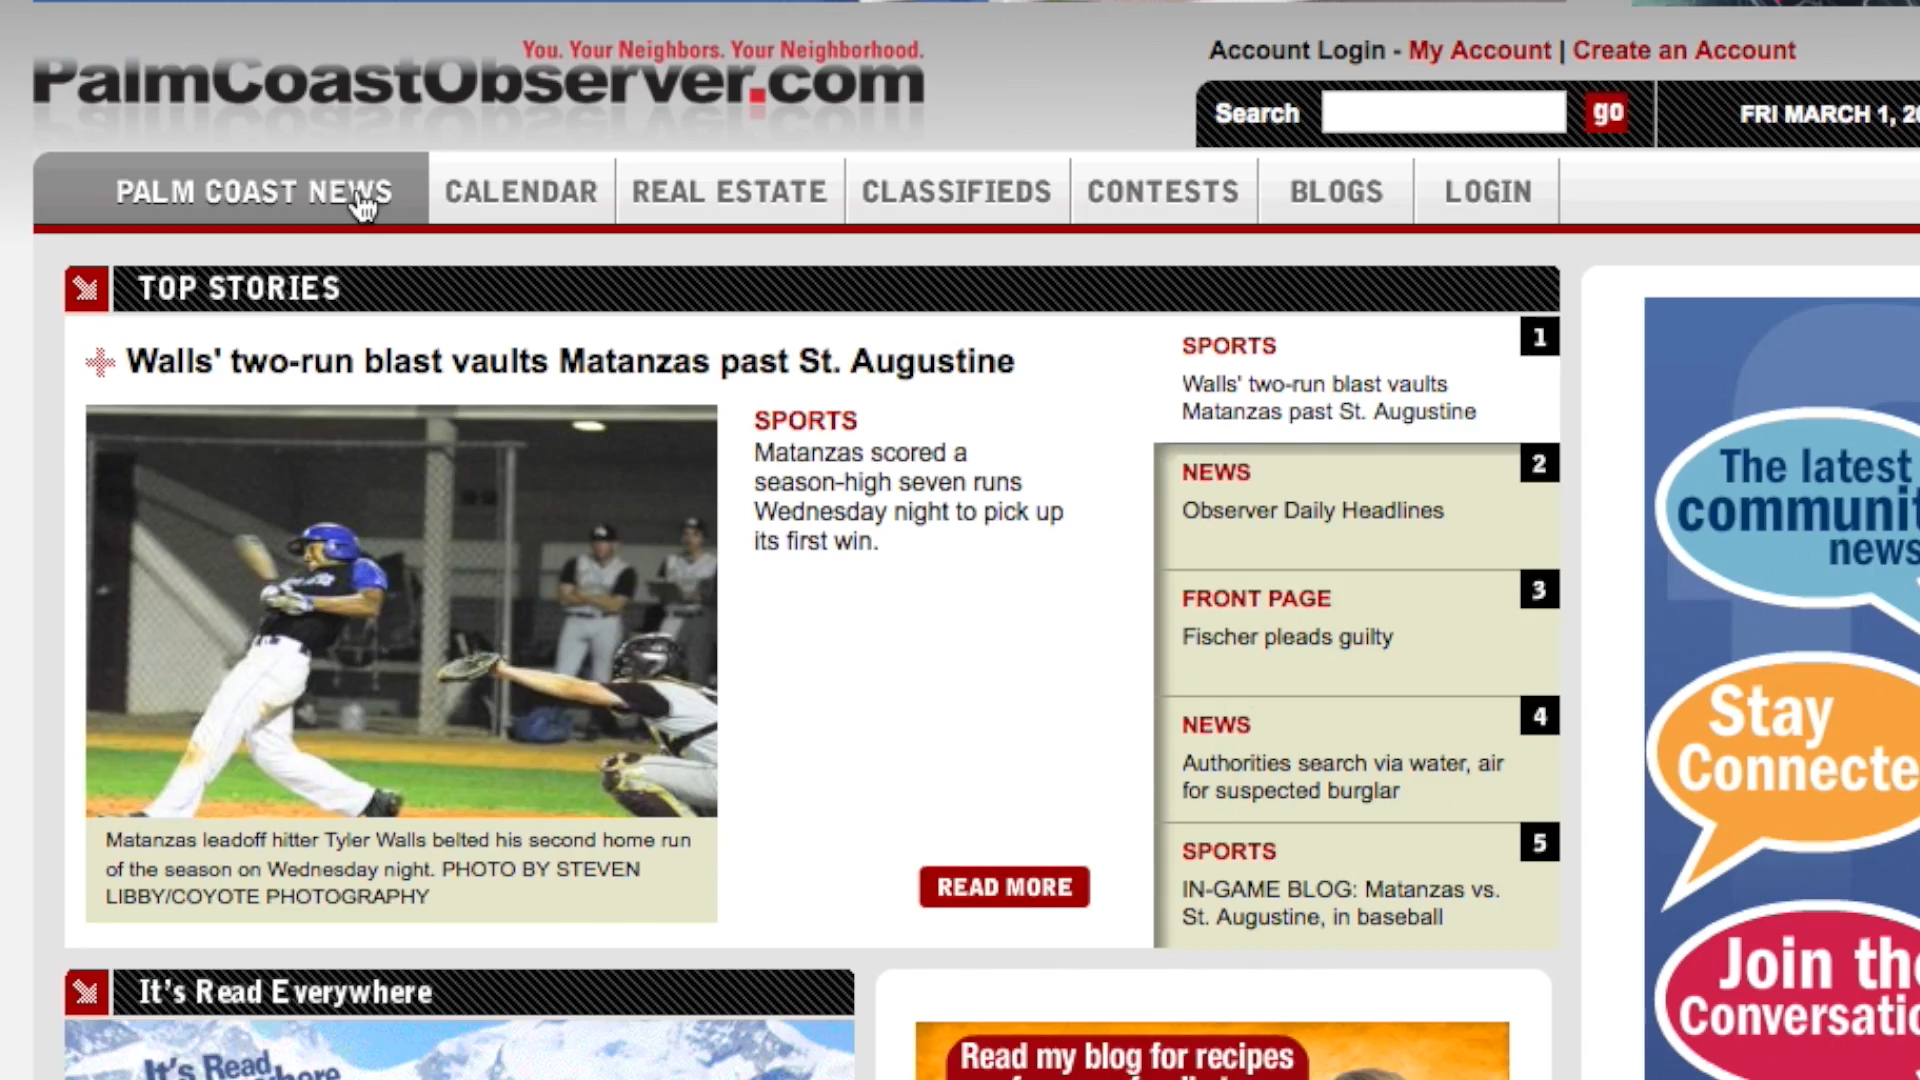 You. Your Neighbors. Your Neighborhood.
PalmCoastObserver.com
Account Login - My Account | Create an Account
Search go FRI MARCH 1,
PALM COAST NEWS CALENDAR REAL ESTATE CLASSIFIEDS CONTESTS BLOGS LOGIN
TOP STORIES
Walls' two-run blast vaults Matanzas past St. Augustine
SPORTS
Matanzas scored a
season-high seven runs
Wednesday night to pick up
its first win.
READ MORE
Matanzas leadoff hitter Tyler Walls belted his second home run
of the season on Wednesday night. PHOTO BY STEVEN
LIBBY/COYOTE PHOTOGRAPHY
1
SPORTS
Walls' two-run blast vaults
Matanzas past St. Augustine
2
NEWS
Observer Daily Headlines
3
FRONT PAGE
Fischer pleads guilty
4
NEWS
Authorities search via water, air
for suspected burglar
5
SPORTS
IN-GAME BLOG: Matanzas vs.
St. Augustine, in baseball
The latest
news
Stay
Join
It's Read Everywhere
It's Read
Read my blog for recipes